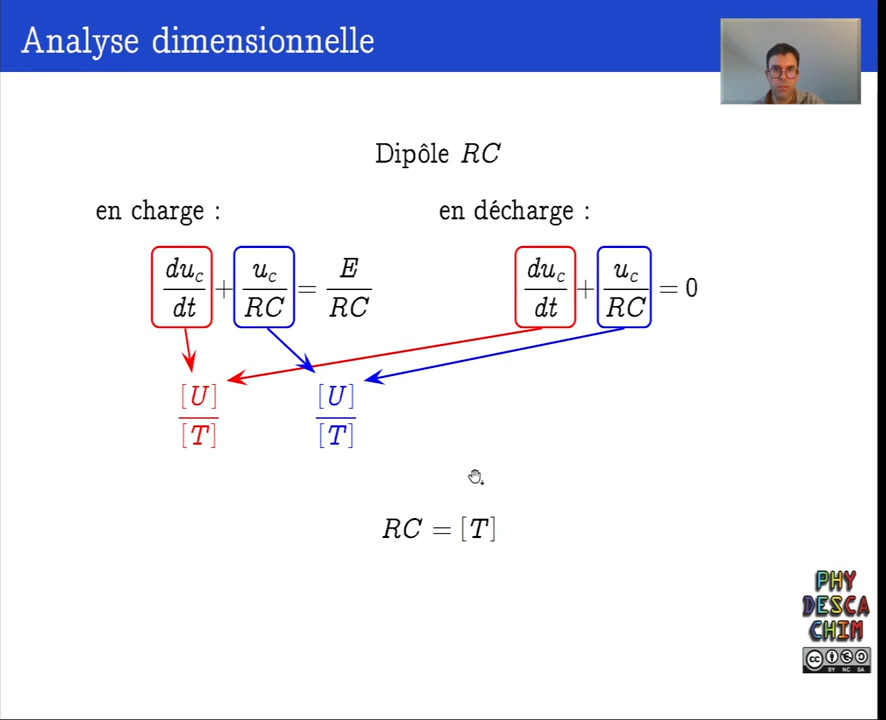 Analyse dimensionnelle
Dipôle RC
en charge :
en décharge :
du_c/dt + u_c/RC = E/RC
du_c/dt + u_c/RC = 0
[U]/[T]
[U]/[T]
RC = [T]
PHY
DESCA
CHIM
cc
BY NC SA